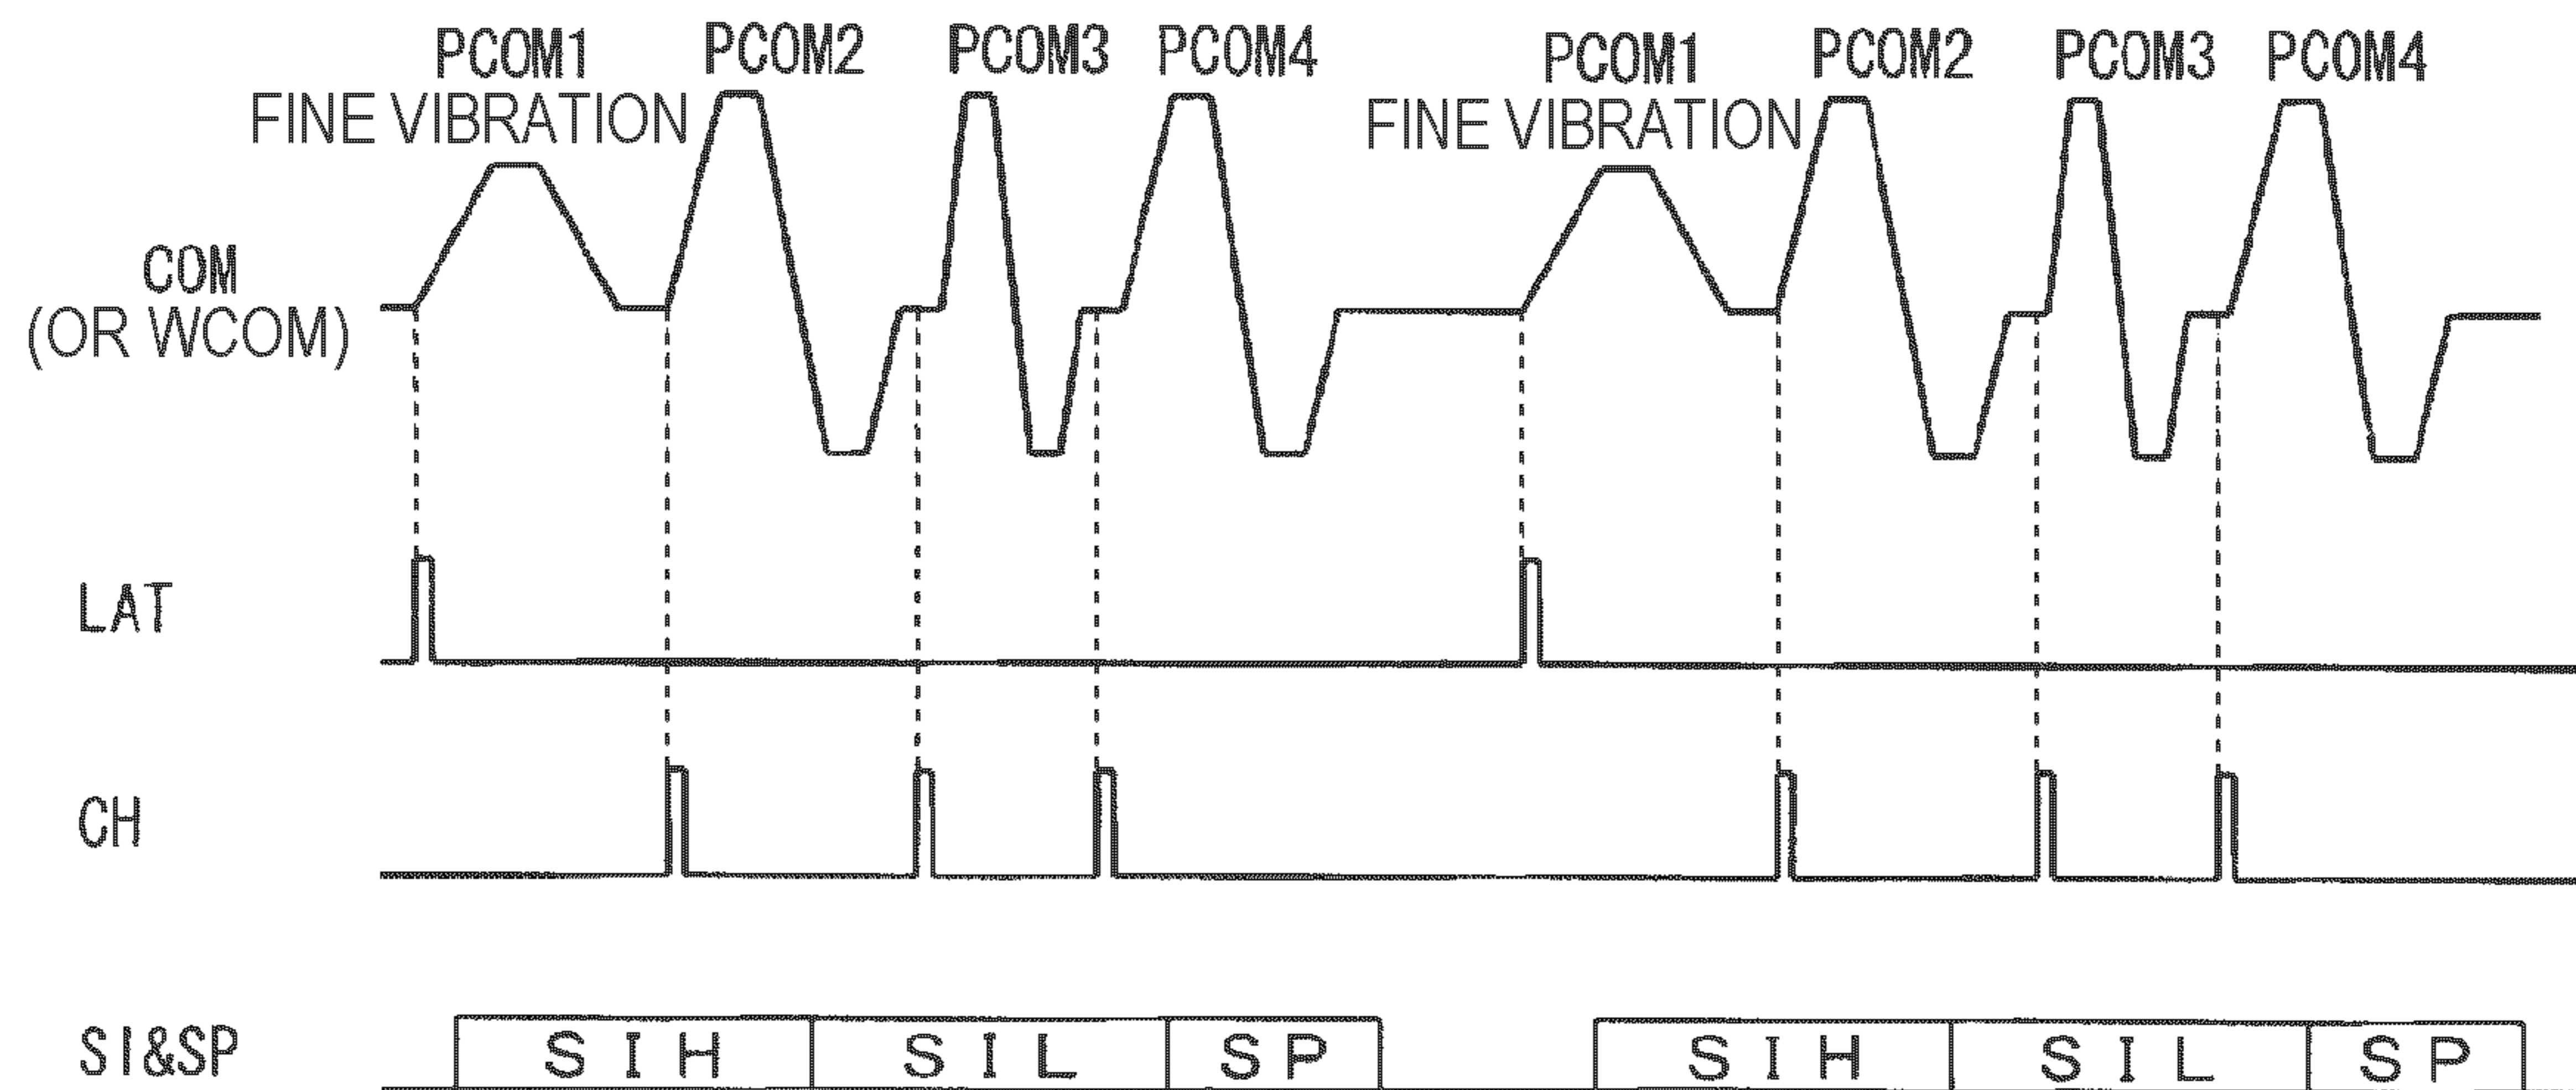 PCOM1 PCOM2 PCOM3 PCOM4 PCOM1 PCOM2 PCOM3 PCOM4
FINE VIBRATION FINE VIBRATION
COM
(OR WCOM)
LAT
CH
SI&SP SIH SIL SP SIH SIL SP